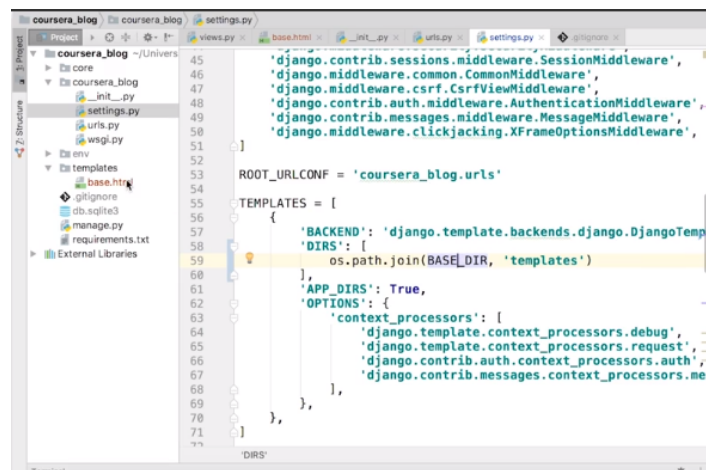 coursera_blog coursera_blog settings.py
Project views.py base.html __init__.py urls.py settings.py gitignore
1: Project
7: Structure
coursera_blog ~/Univers
core
coursera_blog
__init__.py
settings.py
urls.py
wsgi.py
env
templates
base.html
.gitignore
db.sqlite3
manage.py
requirements.txt
External Libraries
45 'django.contrib.sessions.middleware.SessionMiddleware',
46 'django.middleware.common.CommonMiddleware',
47 'django.middleware.csrf.CsrfViewMiddleware',
48 'django.contrib.auth.middleware.AuthenticationMiddleware',
49 'django.contrib.messages.middleware.MessageMiddleware',
50 'django.middleware.clickjacking.XFrameOptionsMiddleware',
51 ]
52
53 ROOT_URLCONF = 'coursera_blog.urls'
54
55 TEMPLATES = [
56 {
57 'BACKEND': 'django.template.backends.django.DjangoTemp
58 'DIRS': [
59 os.path.join(BASE_DIR, 'templates')
60 ],
61 'APP_DIRS': True,
62 'OPTIONS': {
63 'context_processors': [
64 'django.template.context_processors.debug',
65 'django.template.context_processors.request',
66 'django.contrib.auth.context_processors.auth',
67 'django.contrib.messages.context_processors.me
68 ],
69 },
70 },
71 ]
72
'DIRS'